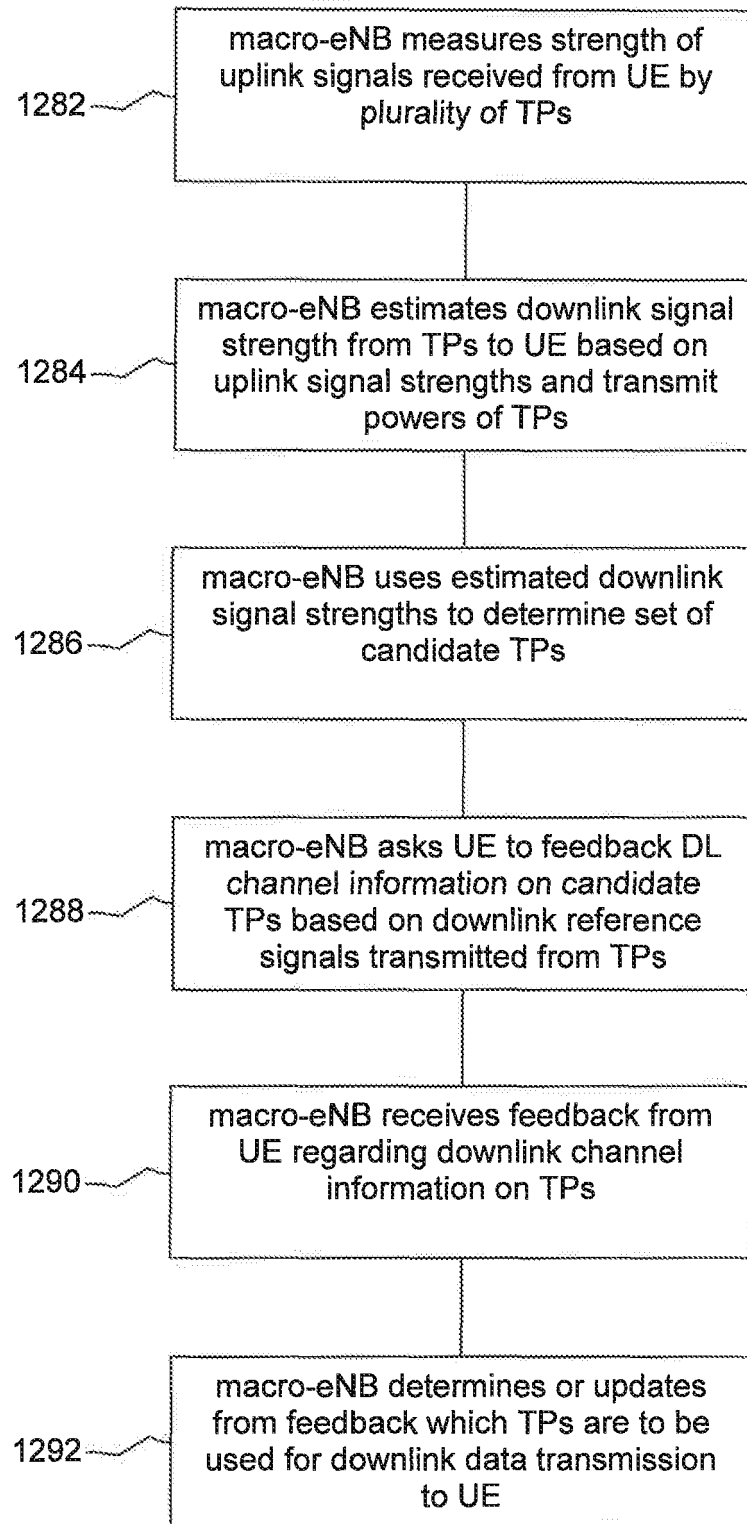 macro-eNB measures strength of
uplink signals received from UE by
plurality of TPs
1282
macro-eNB estimates downlink signal
strength from TPs to UE based on
uplink signal strengths and transmit
powers of TPs
1284
macro-eNB uses estimated downlink
signal strengths to determine set of
candidate TPs
1286
macro-eNB asks UE to feedback DL
channel information on candidate
TPs based on downlink reference
signals transmitted from TPs
1288
macro-eNB receives feedback from
UE regarding downlink channel
information on TPs
1290
macro-eNB determines or updates
from feedback which TPs are to be
used for downlink data transmission
to UE
1292